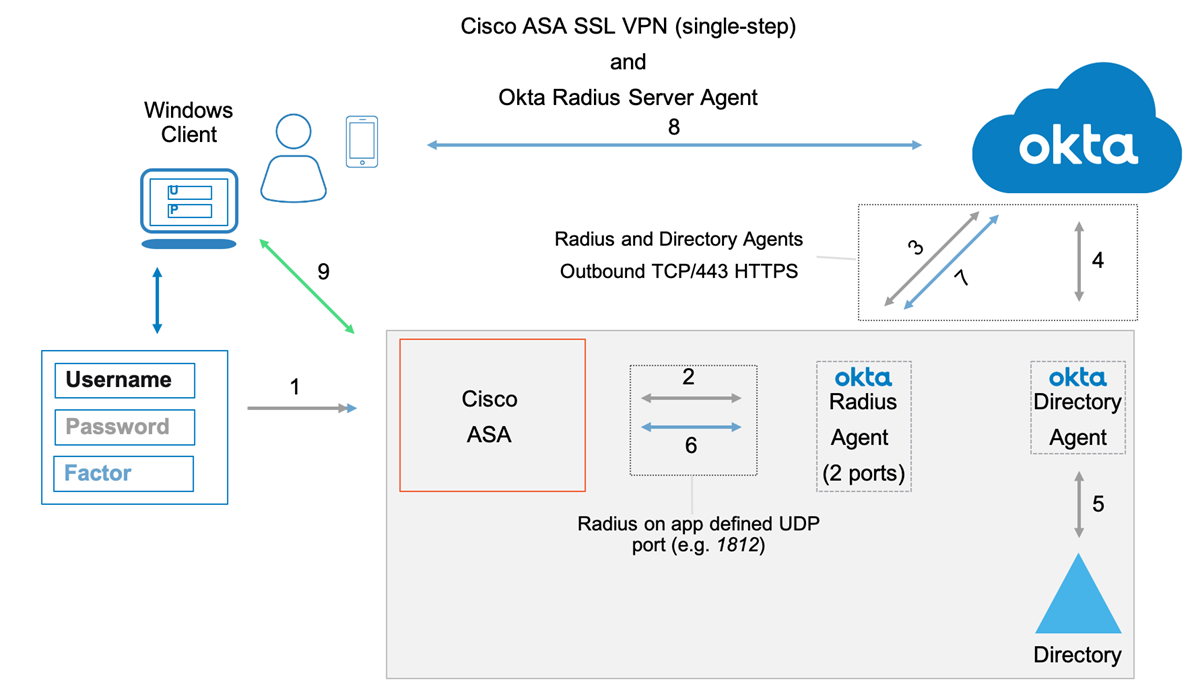 Cisco ASA SSL VPN (single-step)
and
Okta Radius Server Agent
8
Windows
Client
U
P
okta
Radius and Directory Agents
Outbound TCP/443 HTTPS
3
7
4
9
Username
Password
Factor
1
Cisco
ASA
2
6
Radius on app defined UDP
port (e.g. 1812)
okta
Radius
Agent
(2 ports)
okta
Directory
Agent
5
Directory